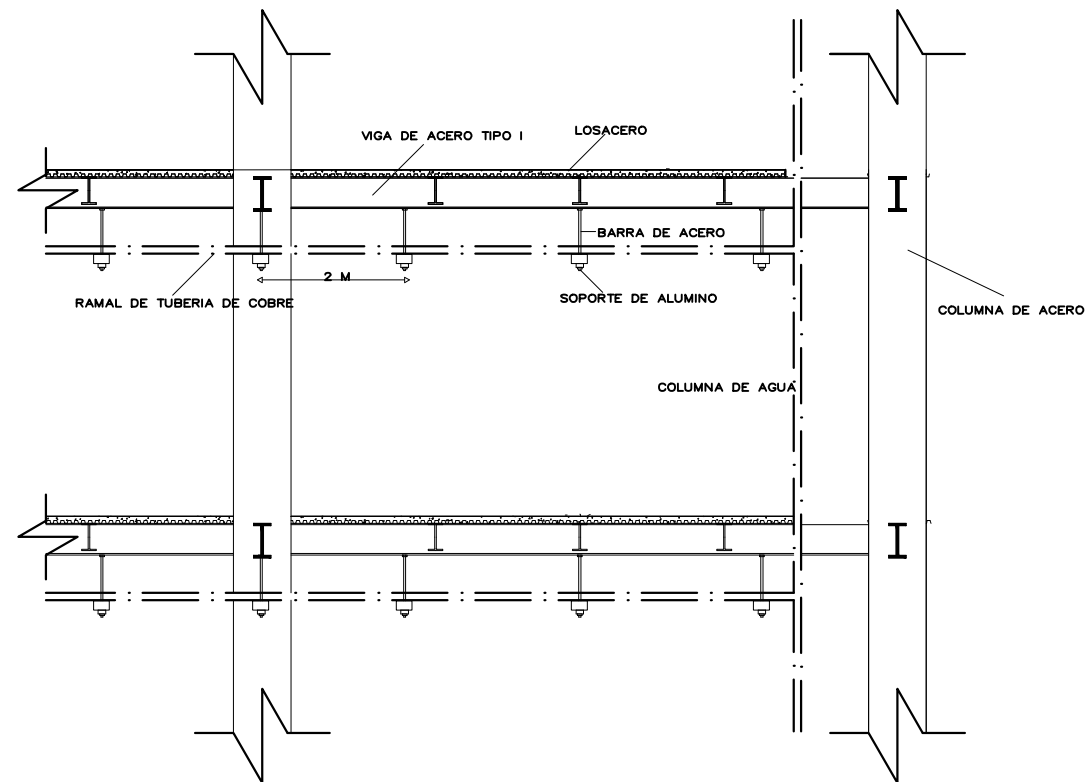 VIGA DE ACERO TIPO I
LOSACERO
BARRA DE ACERO
2 M
RAMAL DE TUBERIA DE COBRE
SOPORTE DE ALUMINO
COLUMNA DE ACERO
COLUMNA DE AGUA